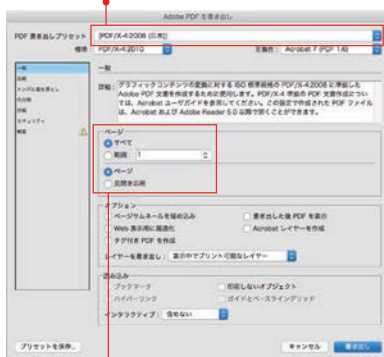 Adobe PDF を書き出し
PDF 書き出しプリセット： [PDF/X-4:2008 (日本)]
標準： PDF/X-4:2010
互換性： Acrobat 7 (PDF 1.6)
一般
圧縮
トンボと裁ち落とし
色分解
詳細
セキュリティ
概要
一般
詳細： グラフィックコンテンツの変換に対する ISO 標準規格の PDF/X-4:2008 に準拠した
Adobe PDF 文書を作成するために使用します。PDF/X-4 準拠の PDF 文書作成につい
ては、Acrobat ユーザガイドを参照してください。この設定で作成された PDF ファイル
は、Acrobat および Adobe Reader 5.0 以降で開くことができます。
ページ
すべて
範囲： 1
ページ
見開き印刷
オプション
ページサムネールを埋め込み
書き出した後 PDF を表示
Web 表示用に最適化
Acrobat レイヤーを作成
タグ付き PDF を作成
レイヤーを書き出し： 表示中でプリント可能なレイヤー
読み込み
ブックマーク
印刷しないオブジェクト
ハイパーリンク
ガイドとベースライングリッド
インタラクティブ： 含めない
プリセットを保存...
キャンセル
書き出し